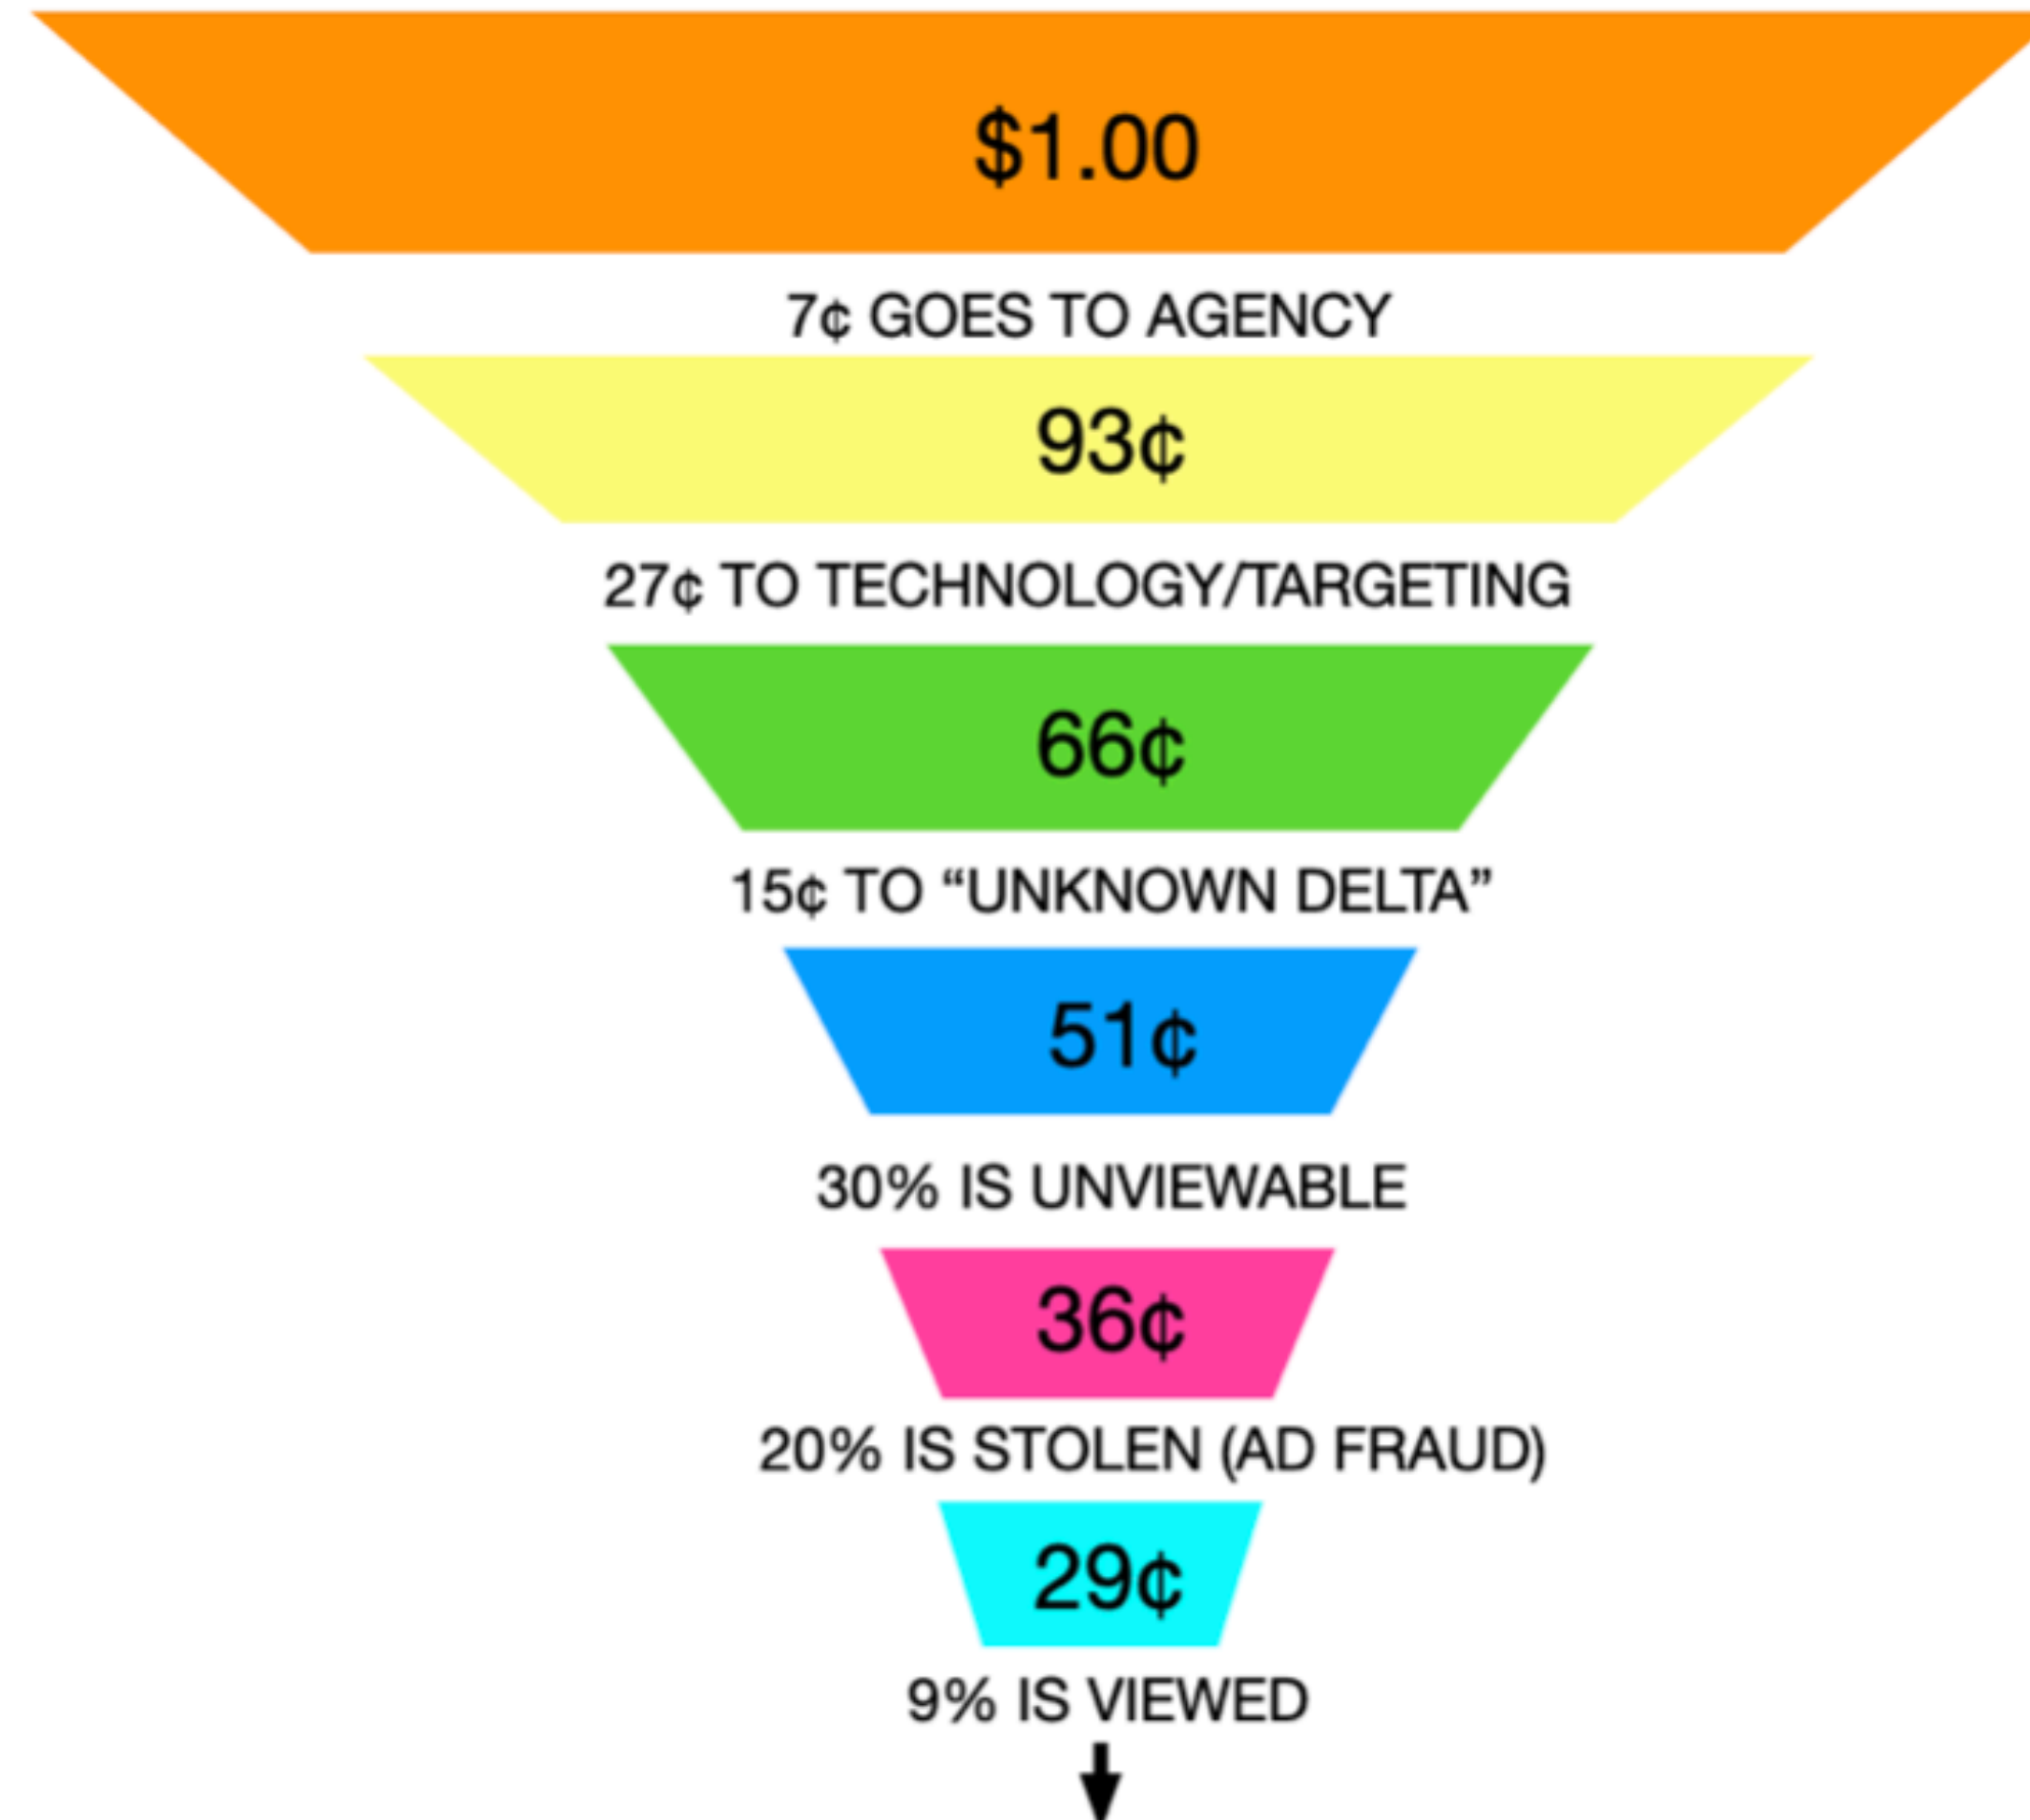 $1.00
7¢ GOES TO AGENCY
93¢
27¢ TO TECHNOLOGY/TARGETING
66¢
15¢ TO “UNKNOWN DELTA”
51¢
30% IS UNVIEWABLE
36¢
20% IS STOLEN (AD FRAUD)
29¢
9% IS VIEWED